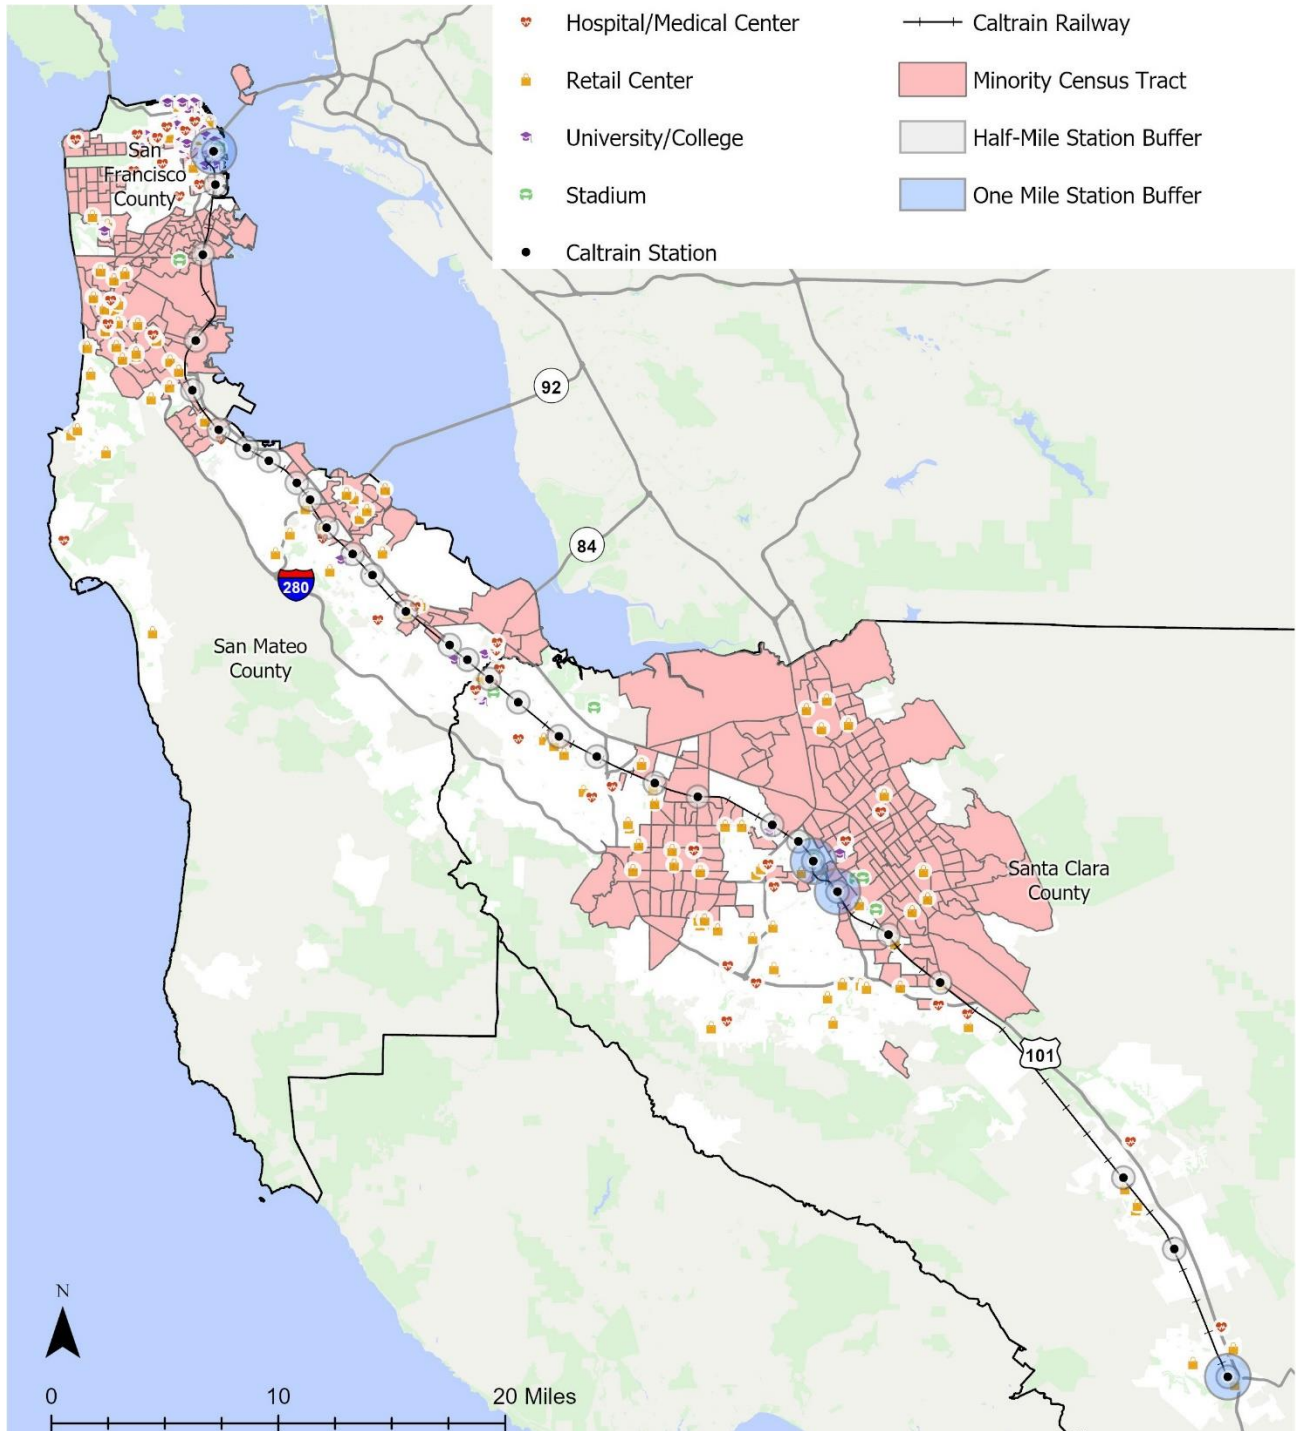 Hospital/Medical Center
Caltrain Railway
Retail Center
Minority Census Tract
University/College
Half-Mile Station Buffer
Stadium
One Mile Station Buffer
Caltrain Station
San
Francisco
County
92
84
280
San Mateo
County
Santa Clara
County
101
N
0 10 20 Miles